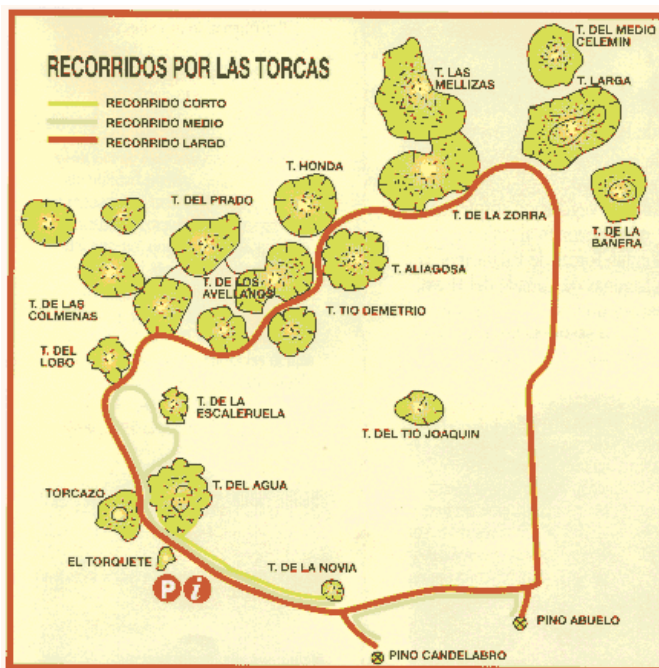 RECORRIDOS POR LAS TORCAS
RECORRIDO CORTO
RECORRIDO MEDIO
RECORRIDO LARGO
T. DEL MEDIO
CELEMIN
T. LAS
MELLIZAS
T. LARGA
T. HONDA
T. DEL PRADO
T. DE LA ZORRA
T. DE LA
BAÑERA
T. ALIAGOSA
T. DE LOS
AVELLANOS
T. DE LAS
COLMENAS
T. TIO DEMETRIO
T. DEL
LOBO
T. DE LA
ESCALERUELA
T. DEL TIO JOAQUIN
T. DEL AGUA
TORCAZO
EL TORQUETE
T. DE LA NOVIA
P i
PINO ABUELO
PINO CANDELABRO